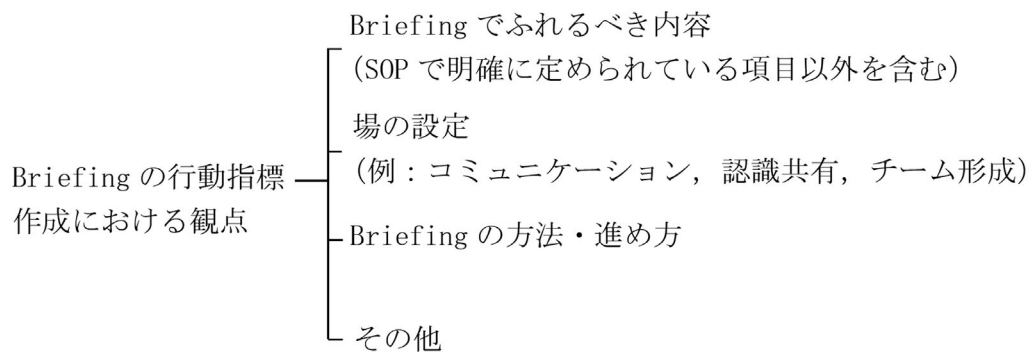 Briefing の行動指標
作成における観点
Briefing でふれるべき内容
(SOP で明確に定められている項目以外を含む)
場の設定
(例：コミュニケーション，認識共有，チーム形成)
Briefing の方法・進め方
その他